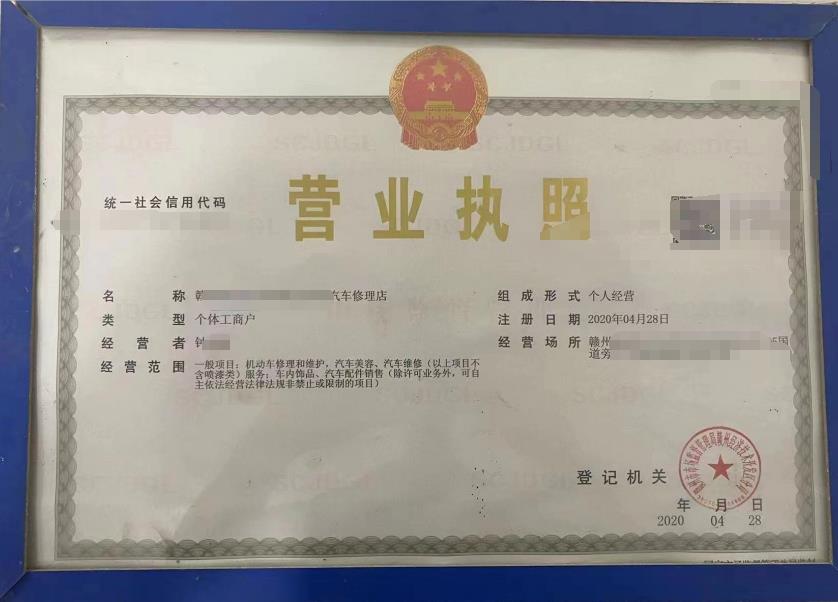 营业执照
统一社会信用代码
名称 赣 汽车修理店
类型 个体工商户
经营者 钟
经营范围 一般项目：机动车修理和维护，汽车美容、汽车维修（以上项目不
含喷漆类）服务；车内饰品、汽车配件销售（除许可业务外，可自
主依法经营法律法规非禁止或限制的项目）
组成形式 个人经营
注册日期 2020年04月28日
经营场所 赣州
道旁
登记机关
年 月 日
2020 04 28
SCJDGL